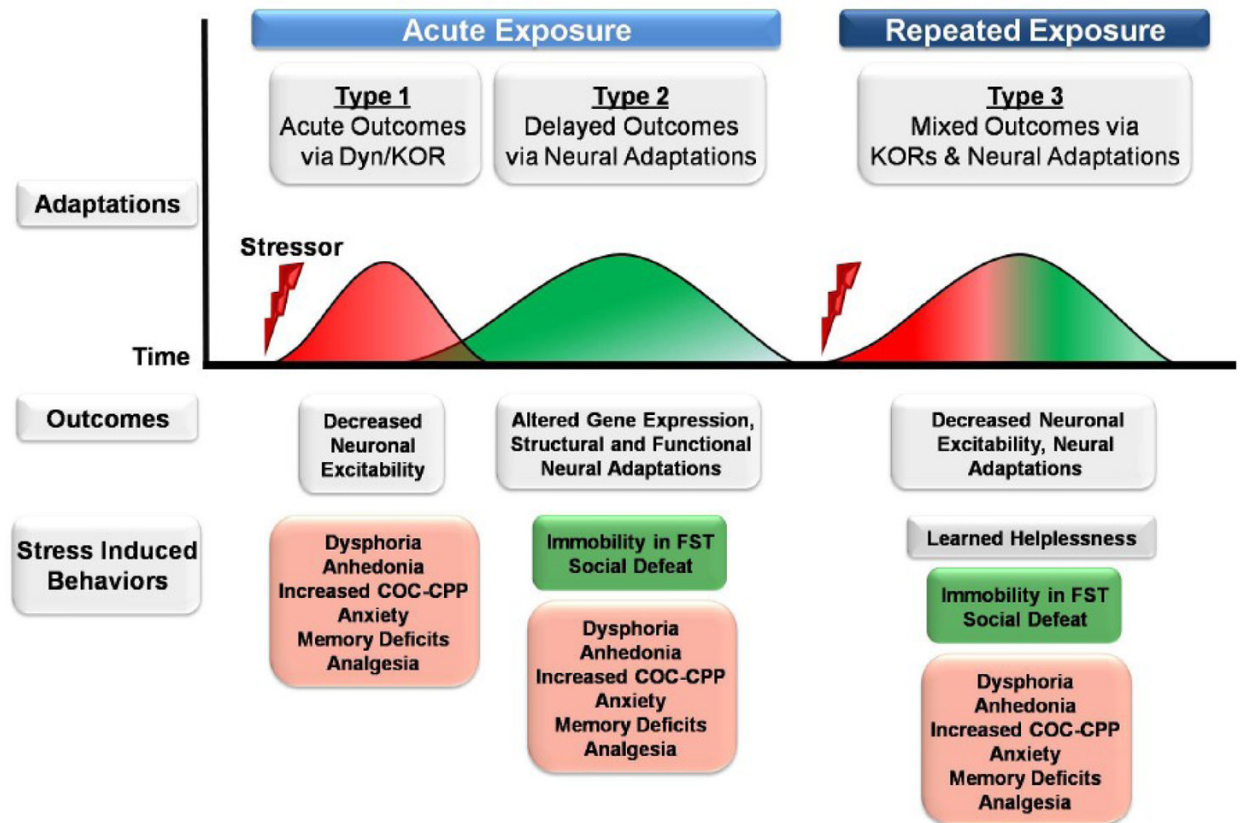 Acute Exposure
Repeated Exposure
Type 1
Acute Outcomes
via Dyn/KOR
Type 2
Delayed Outcomes
via Neural Adaptations
Type 3
Mixed Outcomes via
KORs & Neural Adaptations
Adaptations
Stressor
Time
Outcomes
Decreased
Neuronal
Excitability
Altered Gene Expression,
Structural and Functional
Neural Adaptations
Decreased Neuronal
Excitability, Neural
Adaptations
Stress Induced
Behaviors
Dysphoria
Anhedonia
Increased COC-CPP
Anxiety
Memory Deficits
Analgesia
Immobility in FST
Social Defeat
Dysphoria
Anhedonia
Increased COC-CPP
Anxiety
Memory Deficits
Analgesia
Learned Helplessness
Immobility in FST
Social Defeat
Dysphoria
Anhedonia
Increased COC-CPP
Anxiety
Memory Deficits
Analgesia